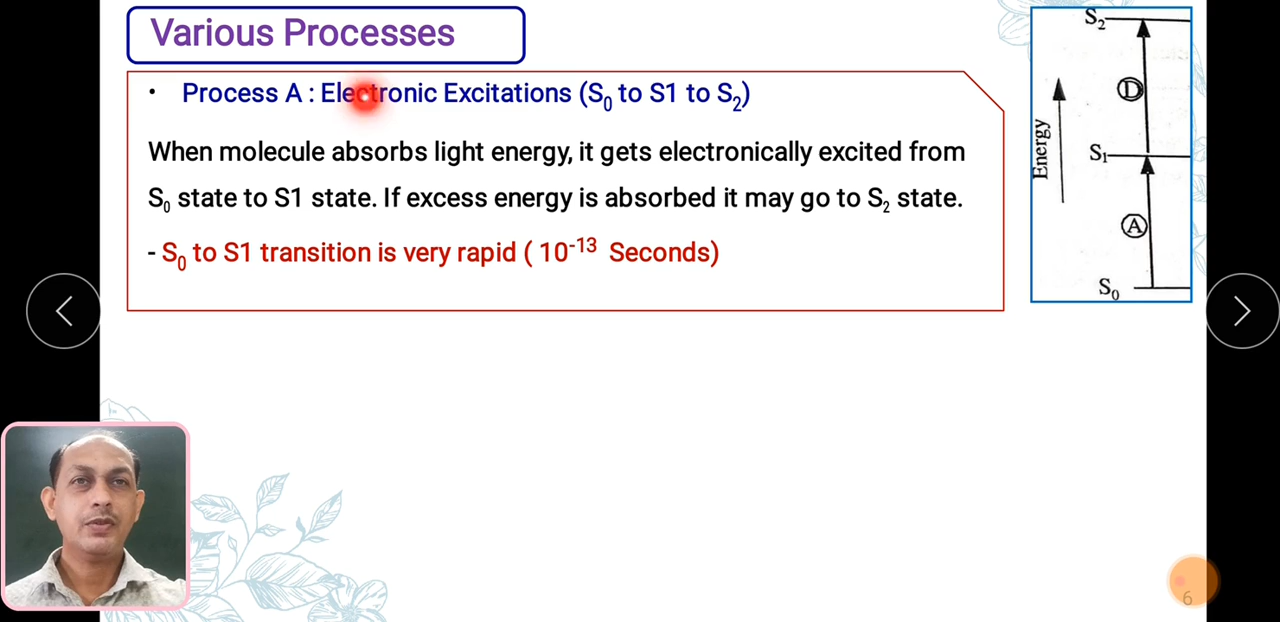 Various Processes
• Process A : Electronic Excitations (S₀ to S1 to S₂)
When molecule absorbs light energy, it gets electronically excited from
S₀ state to S1 state. If excess energy is absorbed it may go to S₂ state.
- S₀ to S1 transition is very rapid ( 10⁻¹³ Seconds)
S₂
D
Energy
S₁
A
S₀
6